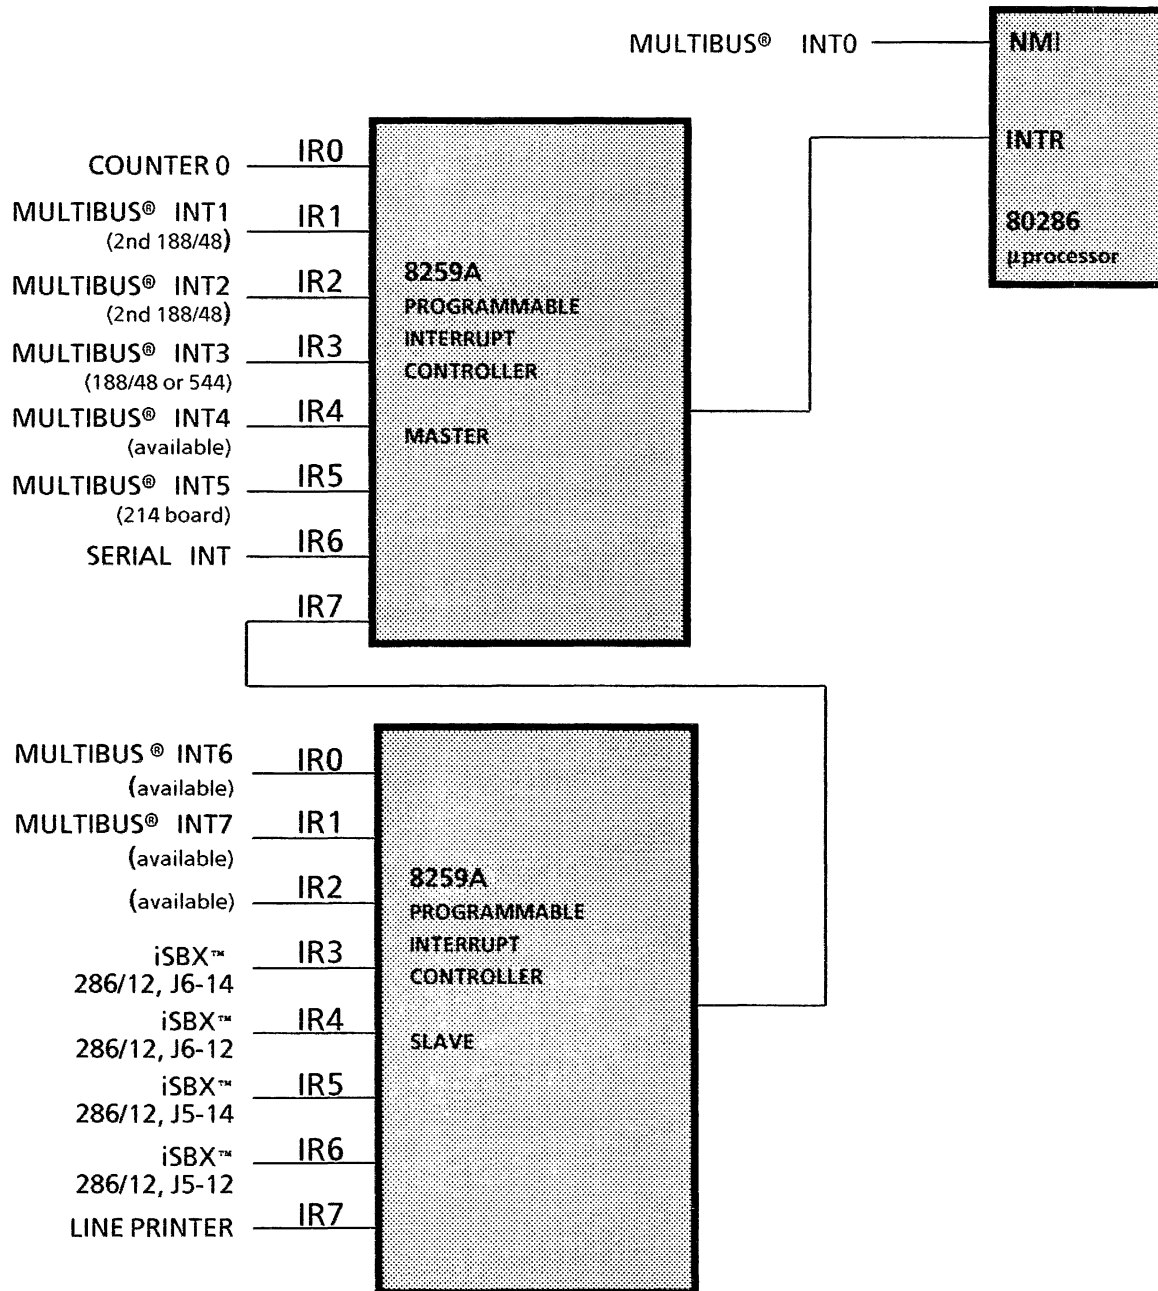 MULTIBUS® INT0
NMI
INTR
80286
µprocessor
COUNTER 0 IR0
MULTIBUS® INT1 IR1
(2nd 188/48)
MULTIBUS® INT2 IR2
(2nd 188/48)
MULTIBUS® INT3 IR3
(188/48 or 544)
MULTIBUS® INT4 IR4
(available)
MULTIBUS® INT5 IR5
(214 board)
SERIAL INT IR6
IR7
8259A
PROGRAMMABLE
INTERRUPT
CONTROLLER
MASTER
MULTIBUS® INT6 IR0
(available)
MULTIBUS® INT7 IR1
(available)
(available) IR2
iSBX™ IR3
286/12, J6-14
iSBX™ IR4
286/12, J6-12
iSBX™ IR5
286/12, J5-14
iSBX™ IR6
286/12, J5-12
LINE PRINTER IR7
8259A
PROGRAMMABLE
INTERRUPT
CONTROLLER
SLAVE